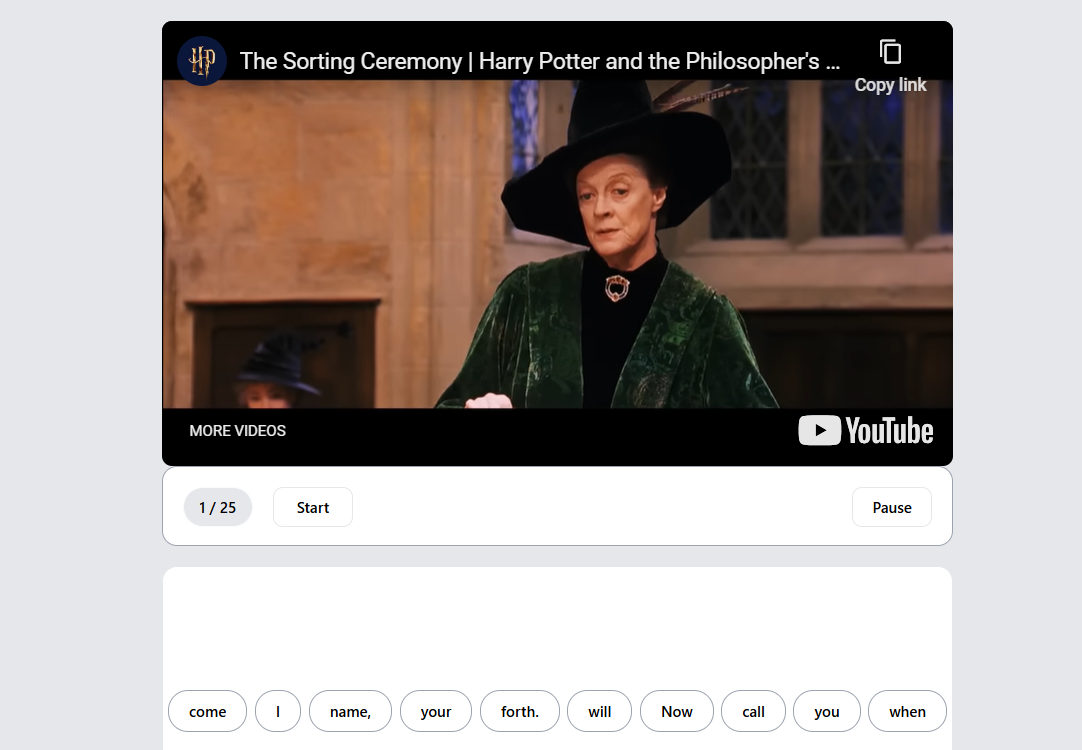 HP
The Sorting Ceremony | Harry Potter and the Philosopher's ...
Copy link
MORE VIDEOS
YouTube
1 / 25
Start
Pause
come
I
name,
your
forth.
will
Now
call
you
when